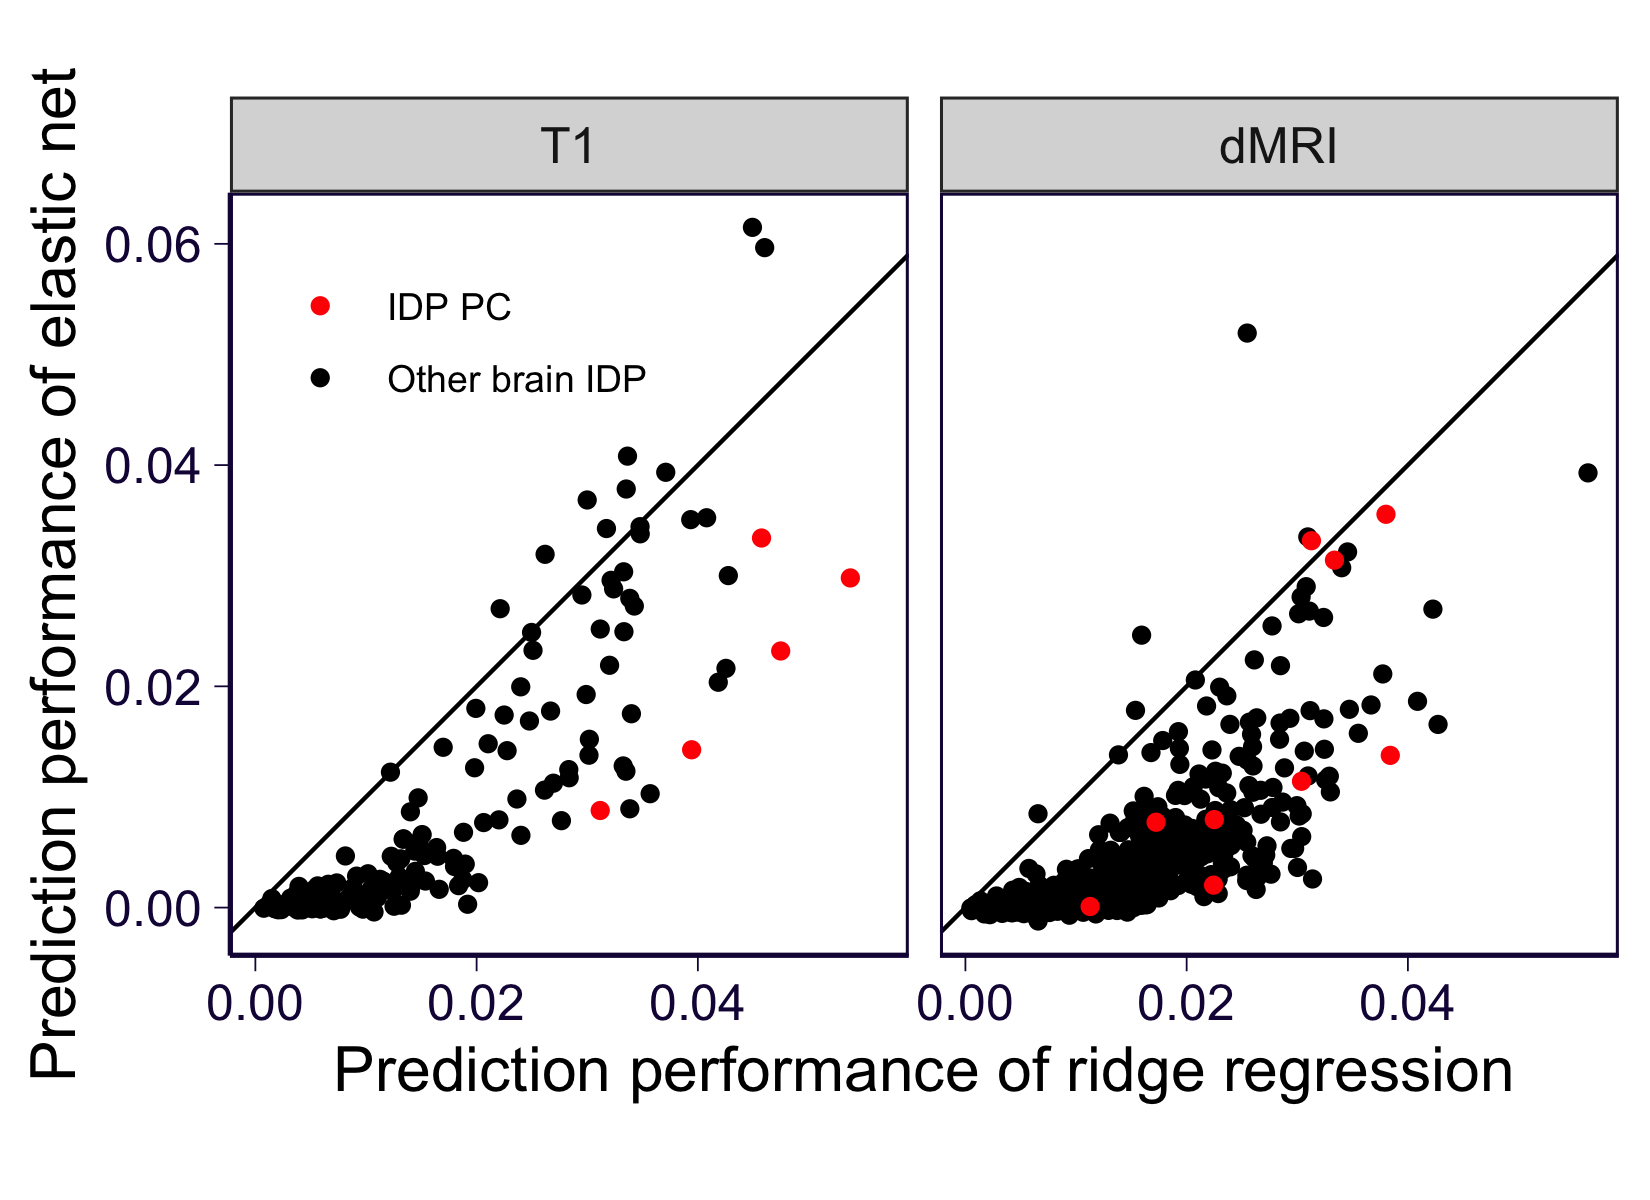 Prediction performance of elastic net
T1
dMRI
0.06
0.04
0.02
0.00
IDP PC
Other brain IDP
0.00 0.02 0.04
0.00 0.02 0.04
Prediction performance of ridge regression